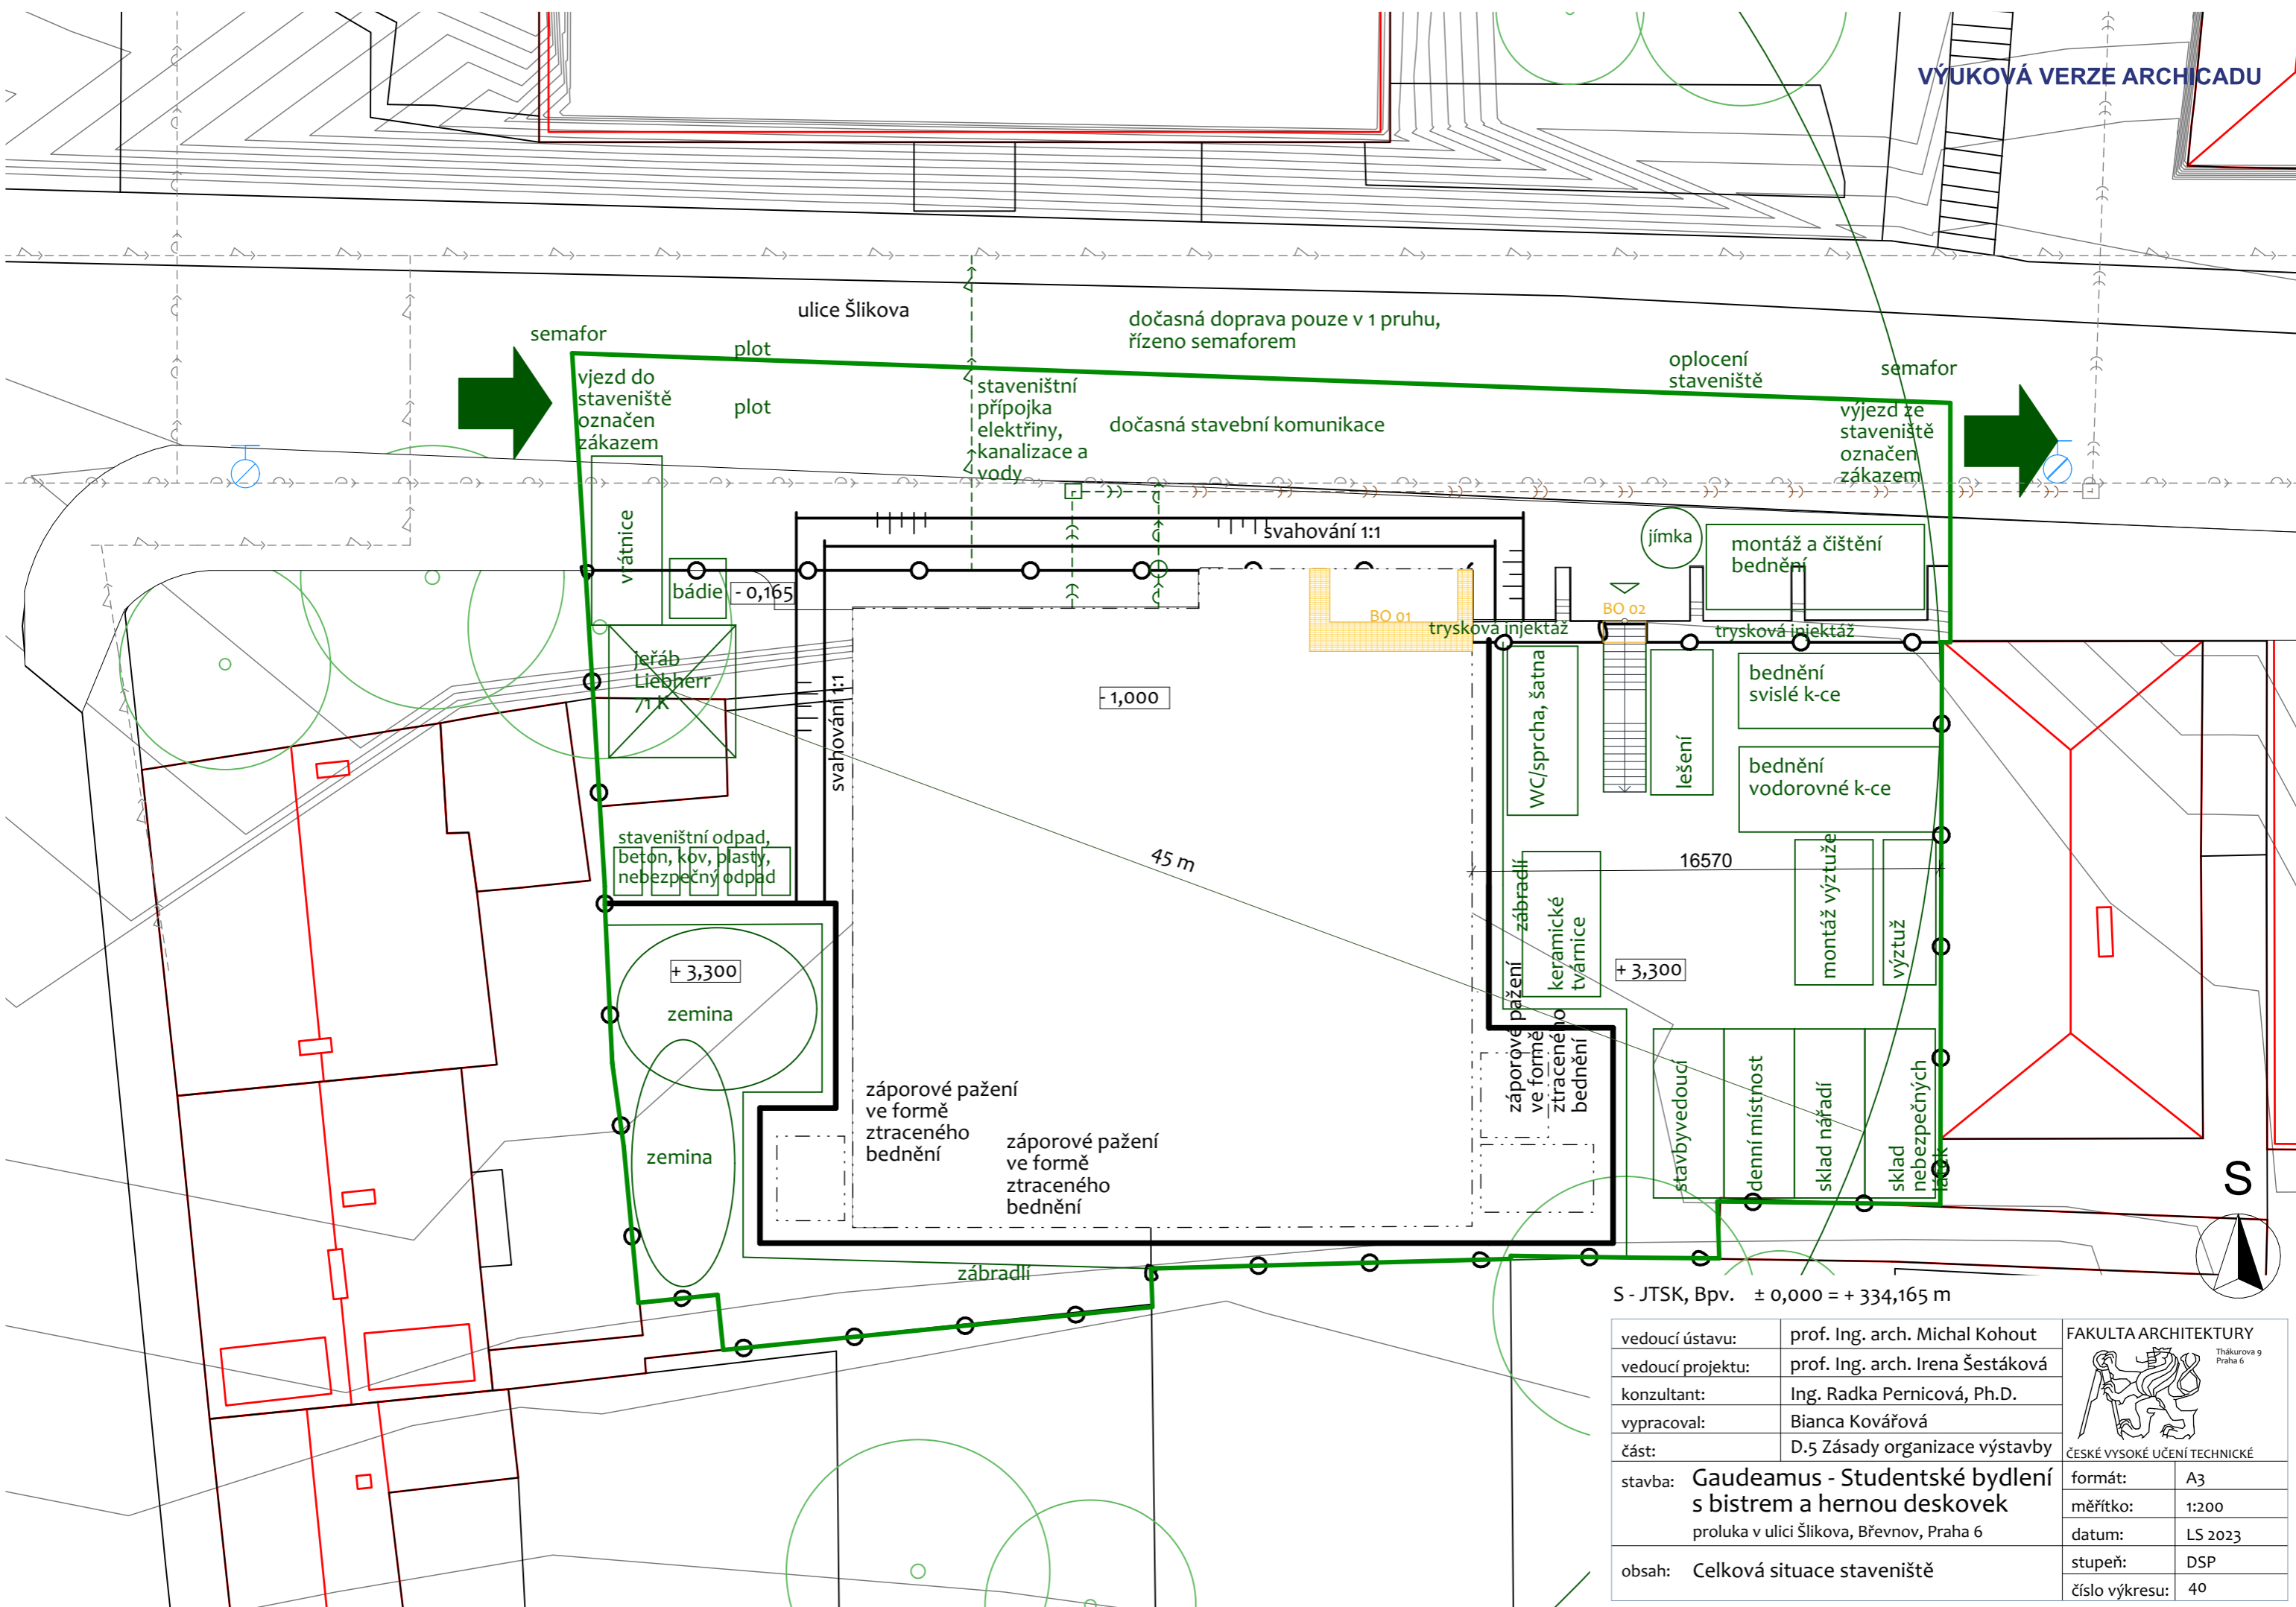 VÝUKOVÁ VERZE ARCHICADU
ulice Šlikova
semafor
plot
dočasná doprava pouze v 1 pruhu,
řízeno semaforem
oplocení
staveniště
semafor
vjezd do
staveniště
označen
zákazem
plot
staveništní
přípojka
elektřiny,
kanalizace a
vody
dočasná stavební komunikace
výjezd ze
staveniště
označen
zákazem
vrátnice
bádie
- 0,165
svahování 1:1
jímka
montáž a čištění
bednění
BO 01
BO 02
trysková injektáž
trysková injektáž
jeřáb
Liebherr
71 K
svahování 1:1
- 1,000
WC/sprcha, šatna
lešení
bednění
svislé k-ce
bednění
vodorovné k-ce
staveništní odpad,
beton, kov, plasty,
nebezpečný odpad
45 m
16570
zábradlí
keramické
tvárnice
montáž výztuže
výztuž
+ 3,300
zemina
+ 3,300
zemina
záporové pažení
ve formě
ztraceného
bednění
záporové pažení
ve formě
ztraceného
bednění
záporové pažení
ve formě
ztraceného
bednění
stavbyvedoucí
denní místnost
sklad nářadí
sklad
nebezpečných
látek
zábradlí
S
S - JTSK, Bpv. ± 0,000 = + 334,165 m
vedoucí ústavu: prof. Ing. arch. Michal Kohout
vedoucí projektu: prof. Ing. arch. Irena Šestáková
konzultant: Ing. Radka Pernicová, Ph.D.
vypracoval: Bianca Kovářová
část: D.5 Zásady organizace výstavby
FAKULTA ARCHITEKTURY
Thákurova 9
Praha 6
ČESKÉ VYSOKÉ UČENÍ TECHNICKÉ
stavba: Gaudeamus - Studentské bydlení
s bistrem a hernou deskovek
proluka v ulici Šlikova, Břevnov, Praha 6
obsah: Celková situace staveniště
formát: A3
měřítko: 1:200
datum: LS 2023
stupeň: DSP
číslo výkresu: 40